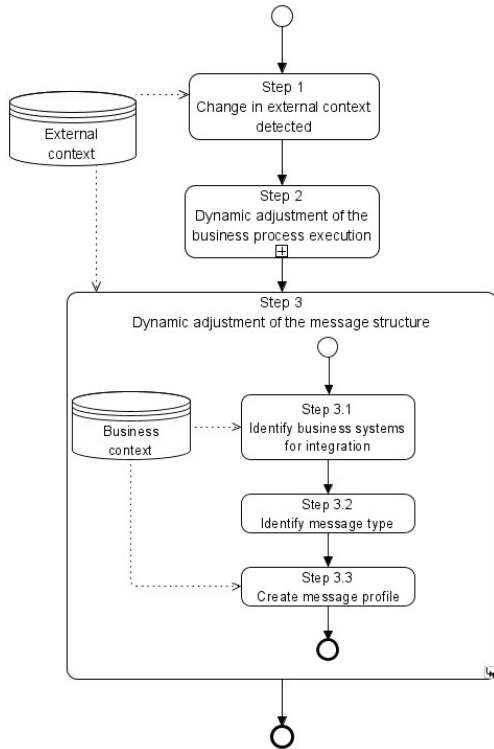 Step 1
Change in external context
detected
External
context
Step 2
Dynamic adjustment of the
business process execution
Step 3
Dynamic adjustment of the message structure
Step 3.1
Identify business systems
for integration
Business
context
Step 3.2
Identify message type
Step 3.3
Create message profile